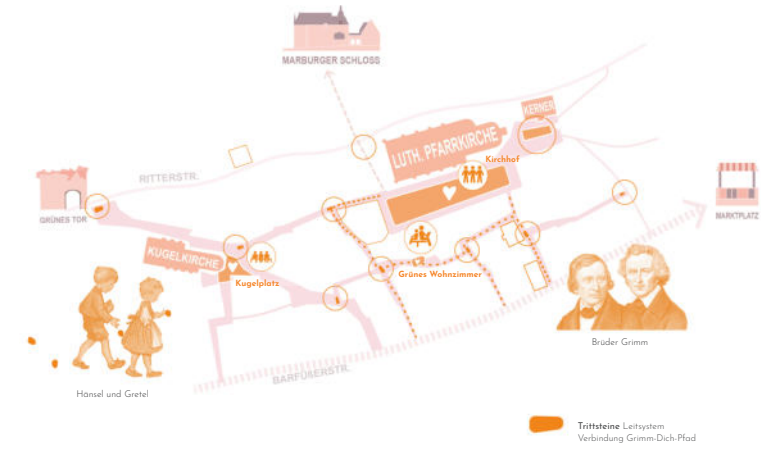 MARBURGER SCHLOSS
KERNER
LUTH. PFARRKIRCHE
Kirchhof
RITTERSTR.
GRÜNES TOR
MARKTPLATZ
KUGELKIRCHE
Kugelplatz
Grünes Wohnzimmer
BARFÜßERSTR.
Brüder Grimm
Hänsel und Gretel
Trittsteine Leitsystem
Verbindung Grimm-Dich-Pfad